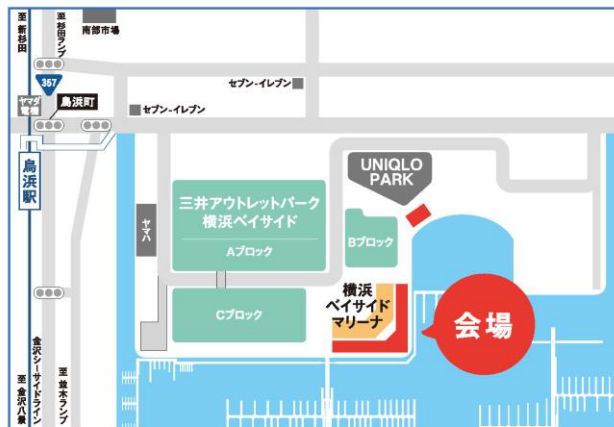 至 新杉田
至 杉田ランプ
南部市場
357
ヤマダ
電機
鳥浜町
セブン-イレブン
セブン-イレブン
鳥浜駅
UNIQLO
PARK
三井アウトレットパーク
横浜ベイサイド
Aブロック
Bブロック
ヤマハ
Cブロック
横浜
ベイサイド
マリーナ
会場
金沢シーサイドライン
至 金沢八景
至 並木ランプ